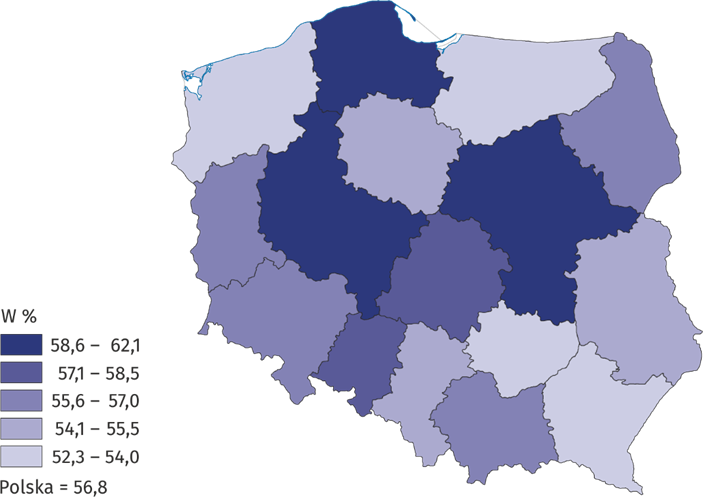 W %
58,6 – 62,1
57,1 – 58,5
55,6 – 57,0
54,1 – 55,5
52,3 – 54,0
Polska = 56,8